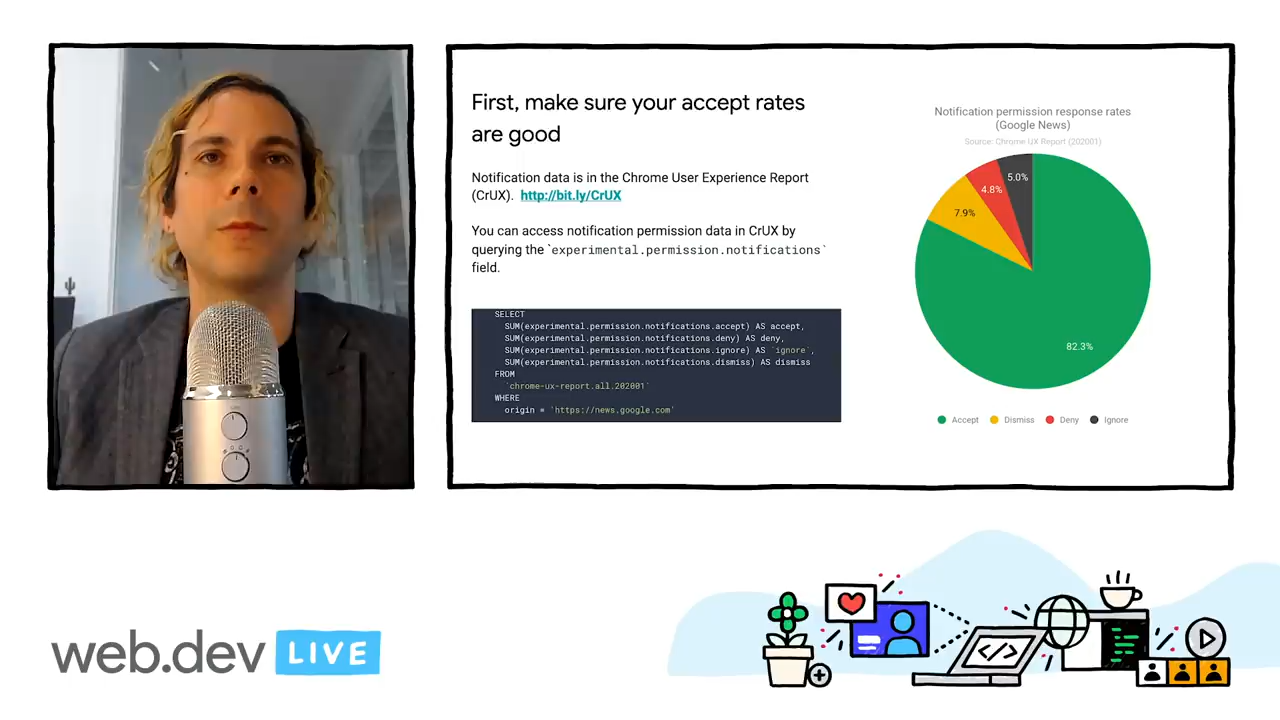 First, make sure your accept rates
are good
Notification data is in the Chrome User Experience Report
(CrUX). http://bit.ly/CrUX
You can access notification permission data in CrUX by
querying the `experimental.permission.notifications`
field.
SELECT
SUM(experimental.permission.notifications.accept) AS accept,
SUM(experimental.permission.notifications.deny) AS deny,
SUM(experimental.permission.notifications.ignore) AS `ignore`,
SUM(experimental.permission.notifications.dismiss) AS dismiss
FROM
`chrome-ux-report.all.202001`
WHERE
origin = 'https://news.google.com'
Notification permission response rates
(Google News)
Source: Chrome UX Report (202001)
5.0%
4.8%
7.9%
82.3%
Accept Dismiss Deny Ignore
web.dev LIVE